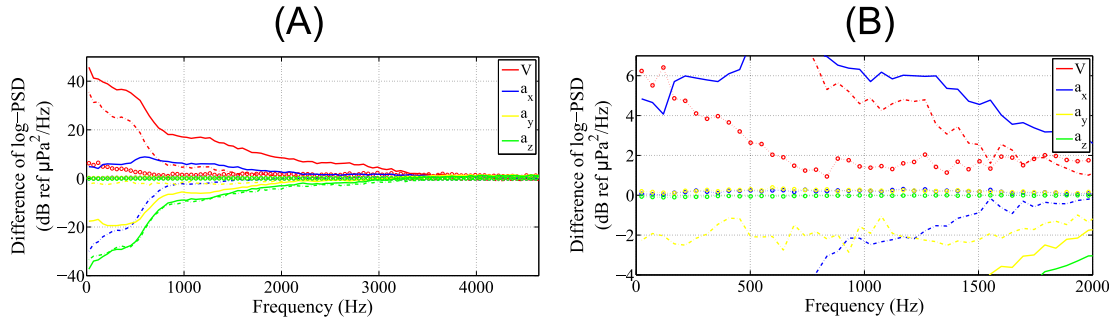 (A)
(B)
Difference of log−PSD
(dB ref µPa²/Hz)
40
20
0
−20
−40
0
1000
2000
3000
4000
Frequency (Hz)
V
aₓ
a_y
a_z
Difference of log−PSD
(dB ref µPa²/Hz)
6
4
2
0
−2
−4
0
500
1000
1500
2000
Frequency (Hz)
V
aₓ
a_y
a_z